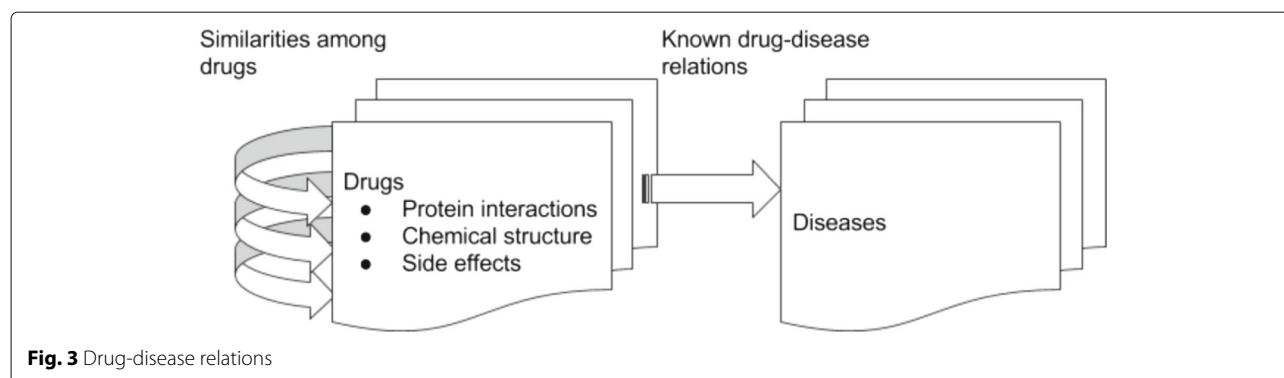 Similarities among
drugs
Known drug-disease
relations
Drugs
● Protein interactions
● Chemical structure
● Side effects
Diseases
Fig. 3 Drug-disease relations